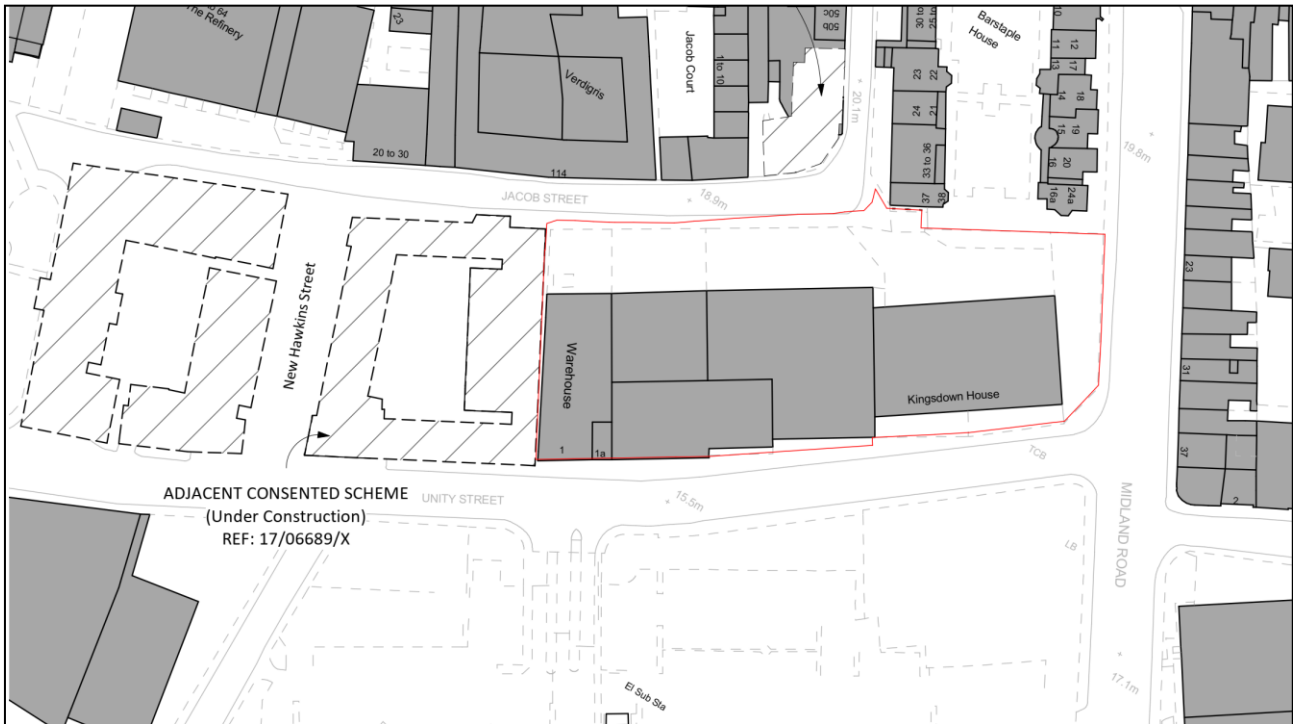 64
The Refinery
23
Verdigris
Jacob Court
1 to 10
50c
50b
30 to
25 to
Barstaple
House
10
11
12
13
17
14
18
15
19
16
20
16a
24a
23
22
24
21
33 to 36
37
38
20.1m
19.8m
20 to 30
114
JACOB STREET
18.9m
New Hawkins Street
Warehouse
1
1a
Kingsdown House
23
31
37
2
TCB
ADJACENT CONSENTED SCHEME
(Under Construction)
REF: 17/06689/X
UNITY STREET
15.5m
LB
MIDLAND ROAD
17.1m
El Sub Sta